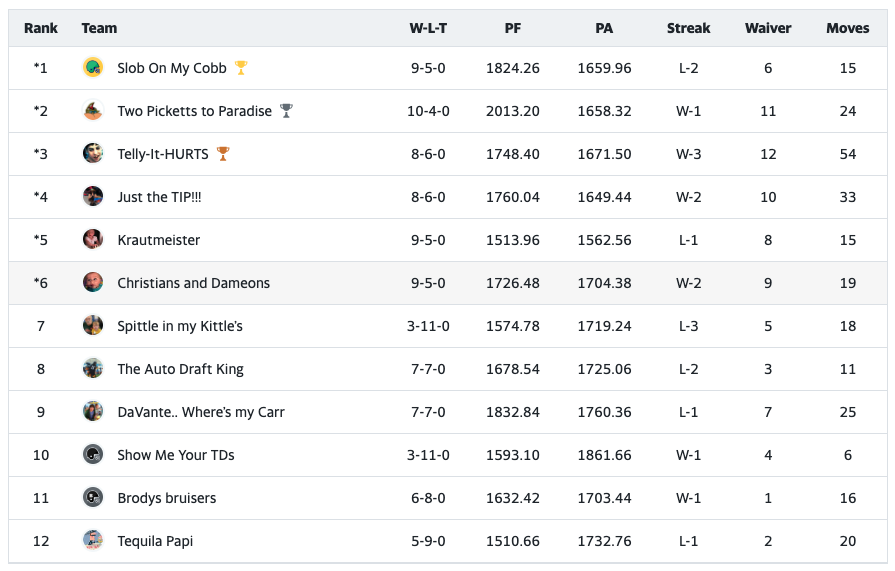 Rank Team W-L-T PF PA Streak Waiver Moves
*1 Slob On My Cobb 9-5-0 1824.26 1659.96 L-2 6 15
*2 Two Picketts to Paradise 10-4-0 2013.20 1658.32 W-1 11 24
*3 Telly-It-HURTS 8-6-0 1748.40 1671.50 W-3 12 54
*4 Just the TIP!!! 8-6-0 1760.04 1649.44 W-2 10 33
*5 Krautmeister 9-5-0 1513.96 1562.56 L-1 8 15
*6 Christians and Dameons 9-5-0 1726.48 1704.38 W-2 9 19
7 Spittle in my Kittle's 3-11-0 1574.78 1719.24 L-3 5 18
8 The Auto Draft King 7-7-0 1678.54 1725.06 L-2 3 11
9 DaVante.. Where's my Carr 7-7-0 1832.84 1760.36 L-1 7 25
10 Show Me Your TDs 3-11-0 1593.10 1861.66 W-1 4 6
11 Brodys bruisers 6-8-0 1632.42 1703.44 W-1 1 16
12 Tequila Papi 5-9-0 1510.66 1732.76 L-1 2 20